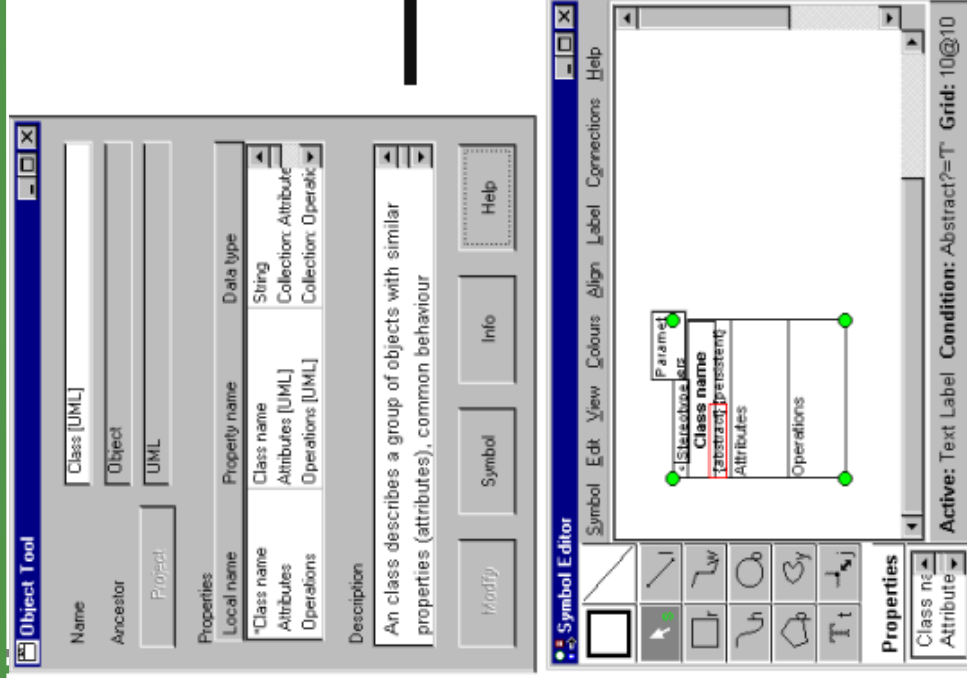 Object Tool
Name Class [UML]
Ancestor Object
Project UML
Properties
Local name Property name Data type
*Class name Class name String
Attributes Attributes [UML] Collection: Attribute
Operations Operations [UML] Collection: Operatic
Description
An class describes a group of objects with similar
properties (attributes), common behaviour
Modify Symbol Info Help
Symbol Editor
Symbol Edit View Colours Align Label Connections Help
Paramet
ers
<Stereotype
Class name
{abstract} {persistent}
Attributes
Operations
l
r w
h o
p y
T t j
Properties
Class na
Attribute
Active: Text Label Condition: Abstract?='T' Grid: 10@10